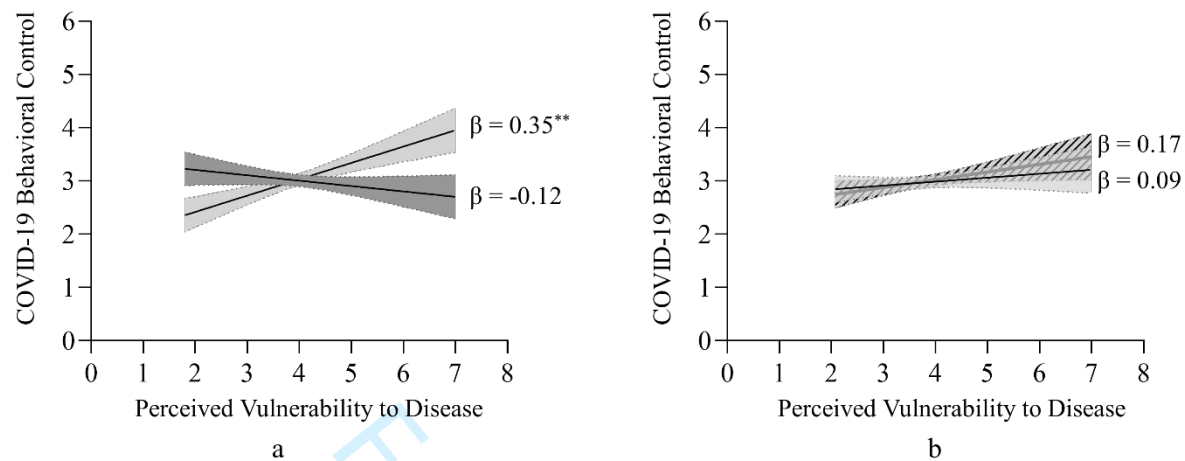 COVID-19 Behavioral Control
6
5
4
3
2
1
0
0 1 2 3 4 5 6 7 8
β = 0.35**
β = -0.12
Perceived Vulnerability to Disease
a
COVID-19 Behavioral Control
6
5
4
3
2
1
0
0 1 2 3 4 5 6 7 8
β = 0.17
β = 0.09
Perceived Vulnerability to Disease
b